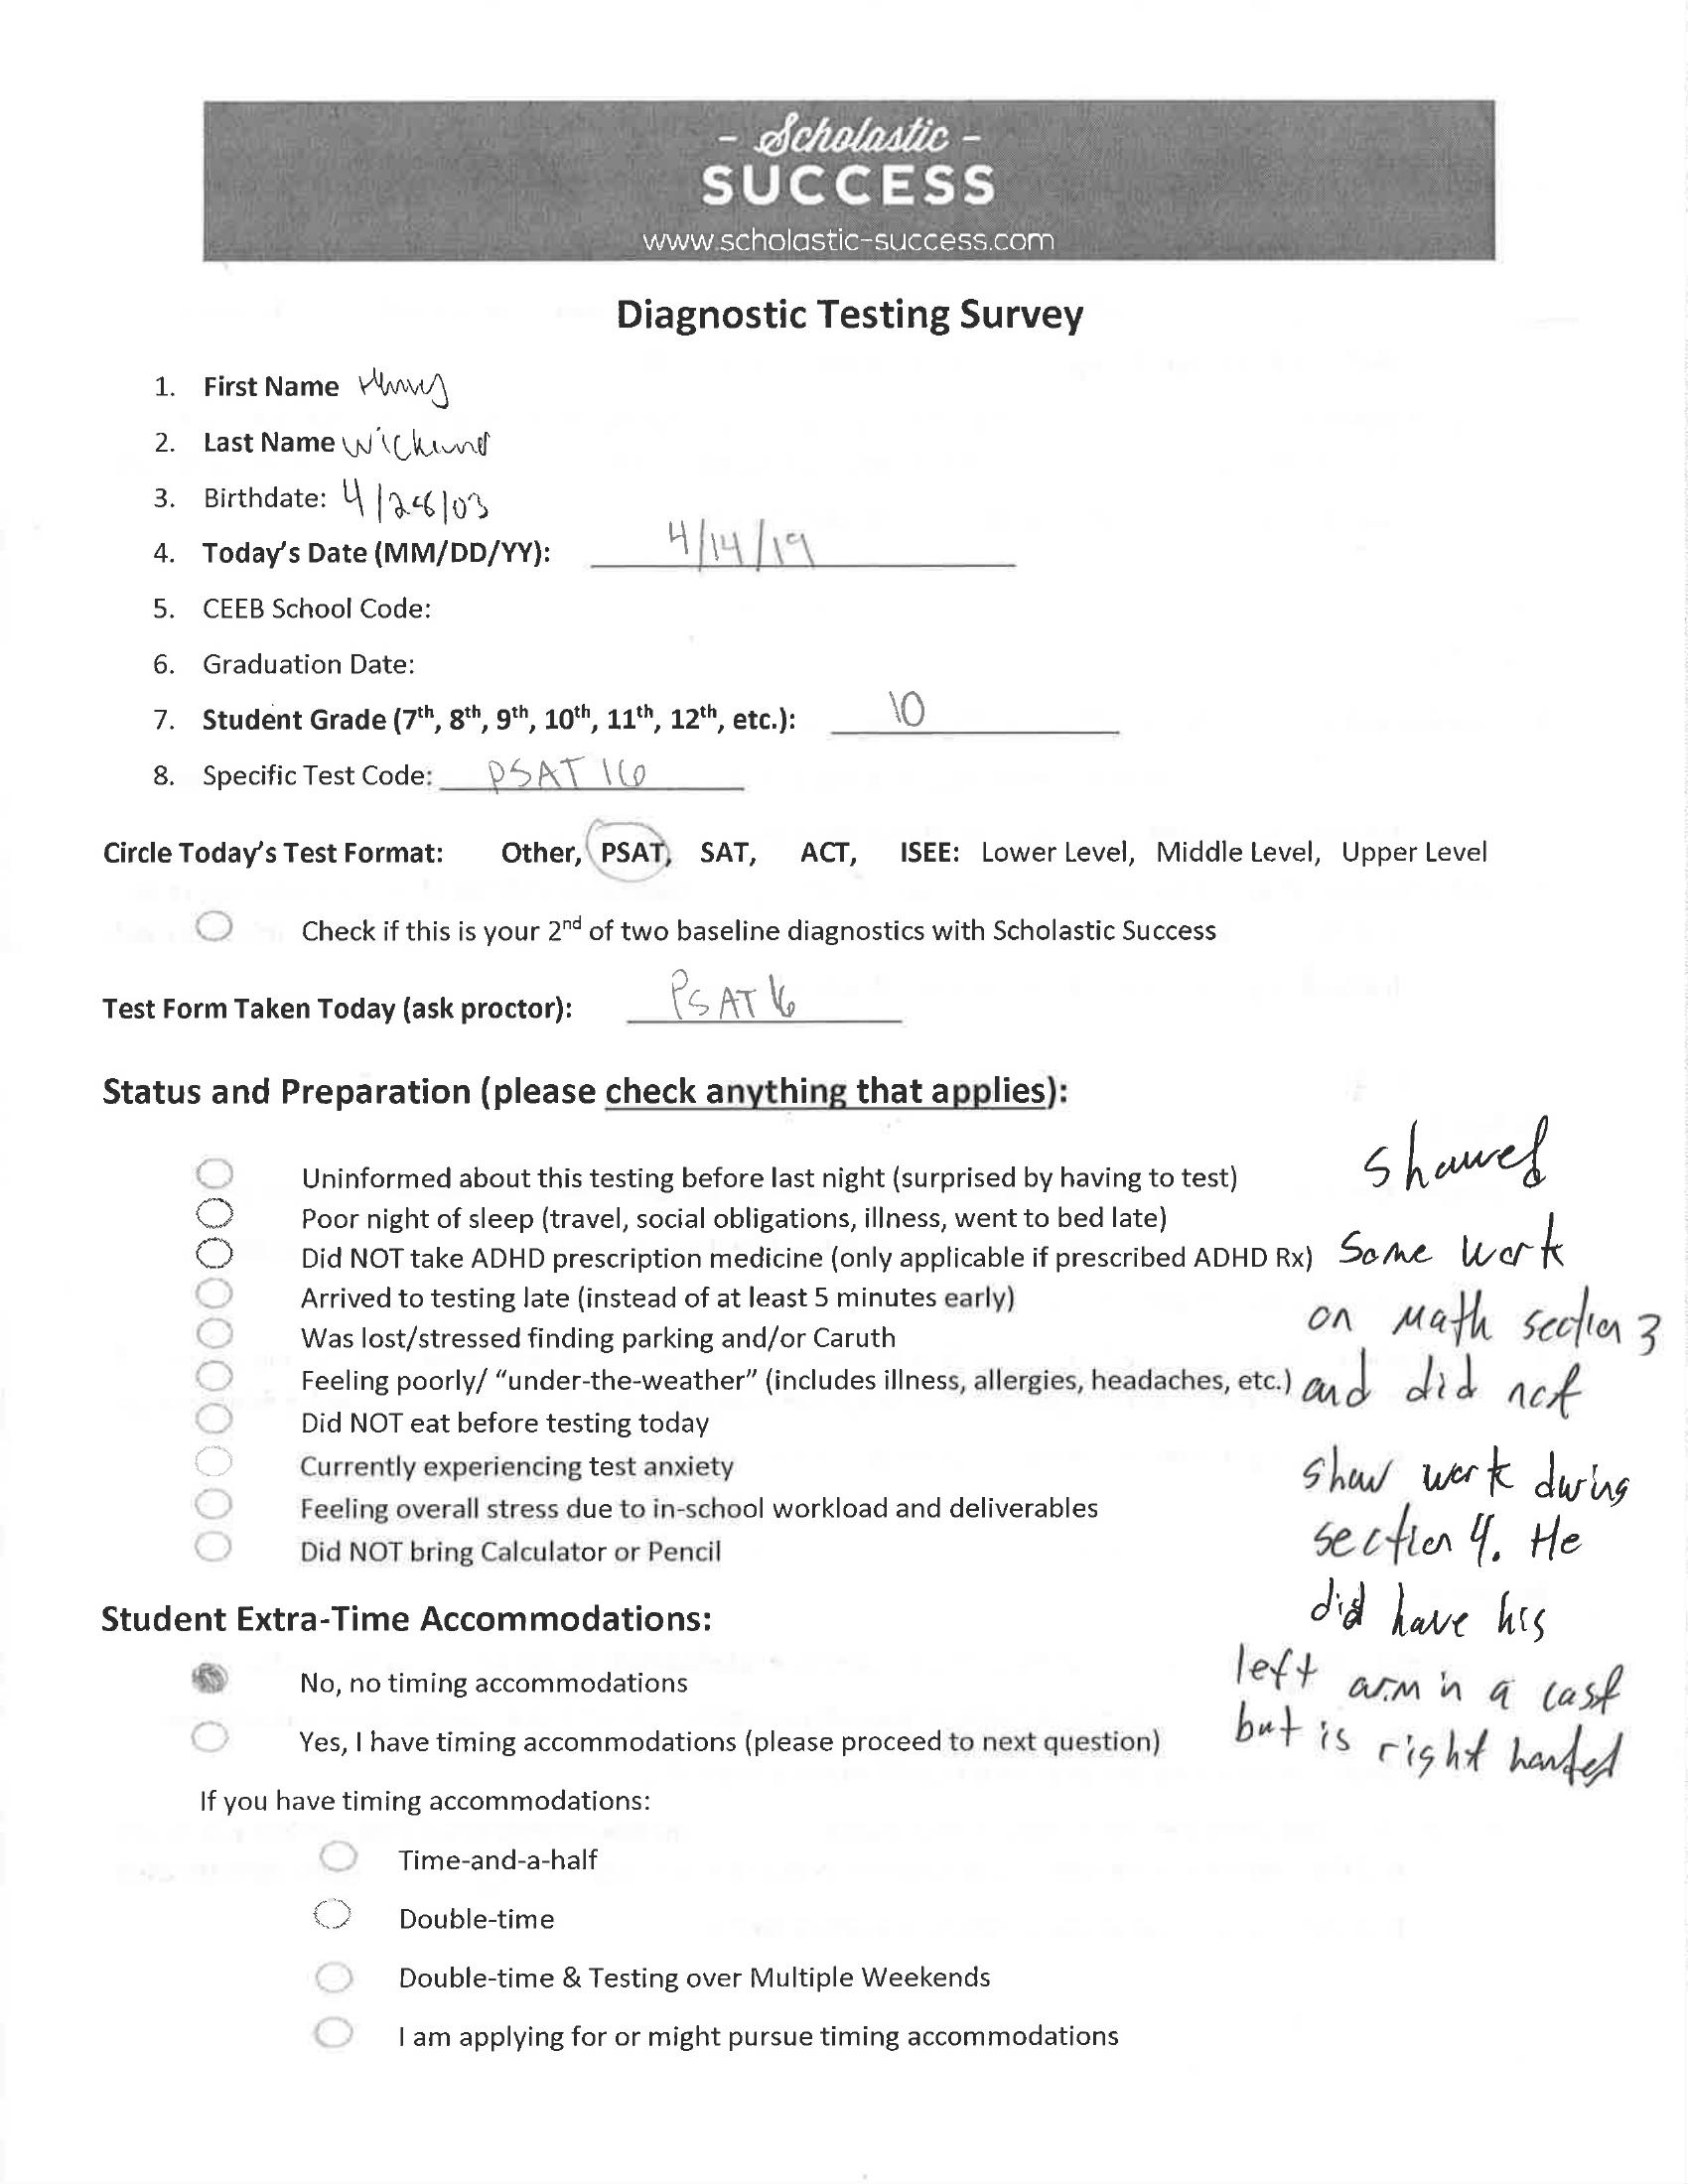 - Scholastic -
SUCCESS
www.scholastic-success.com
Diagnostic Testing Survey
1. First Name
2. Last Name
3. Birthdate: 4/26/03
4. Today's Date (MM/DD/YY): 4/14/19
5. CEEB School Code:
6. Graduation Date:
7. Student Grade (7th, 8th, 9th, 10th, 11th, 12th, etc.): 10
8. Specific Test Code: PSAT 16
Circle Today's Test Format: Other, PSAT, SAT, ACT, ISEE: Lower Level, Middle Level, Upper Level
Check if this is your 2nd of two baseline diagnostics with Scholastic Success
Test Form Taken Today (ask proctor): PSAT 16
Status and Preparation (please check anything that applies):
Uninformed about this testing before last night (surprised by having to test)
Poor night of sleep (travel, social obligations, illness, went to bed late)
Did NOT take ADHD prescription medicine (only applicable if prescribed ADHD Rx)
Arrived to testing late (instead of at least 5 minutes early)
Was lost/stressed finding parking and/or Caruth
Feeling poorly/ "under-the-weather" (includes illness, allergies, headaches, etc.)
Did NOT eat before testing today
Currently experiencing test anxiety
Feeling overall stress due to in-school workload and deliverables
Did NOT bring Calculator or Pencil
showed
some work
on Math section 3
and did not
show work during
section 4. He
did have his
left arm in a cast
but is right handed
Student Extra-Time Accommodations:
No, no timing accommodations
Yes, I have timing accommodations (please proceed to next question)
If you have timing accommodations:
Time-and-a-half
Double-time
Double-time & Testing over Multiple Weekends
I am applying for or might pursue timing accommodations